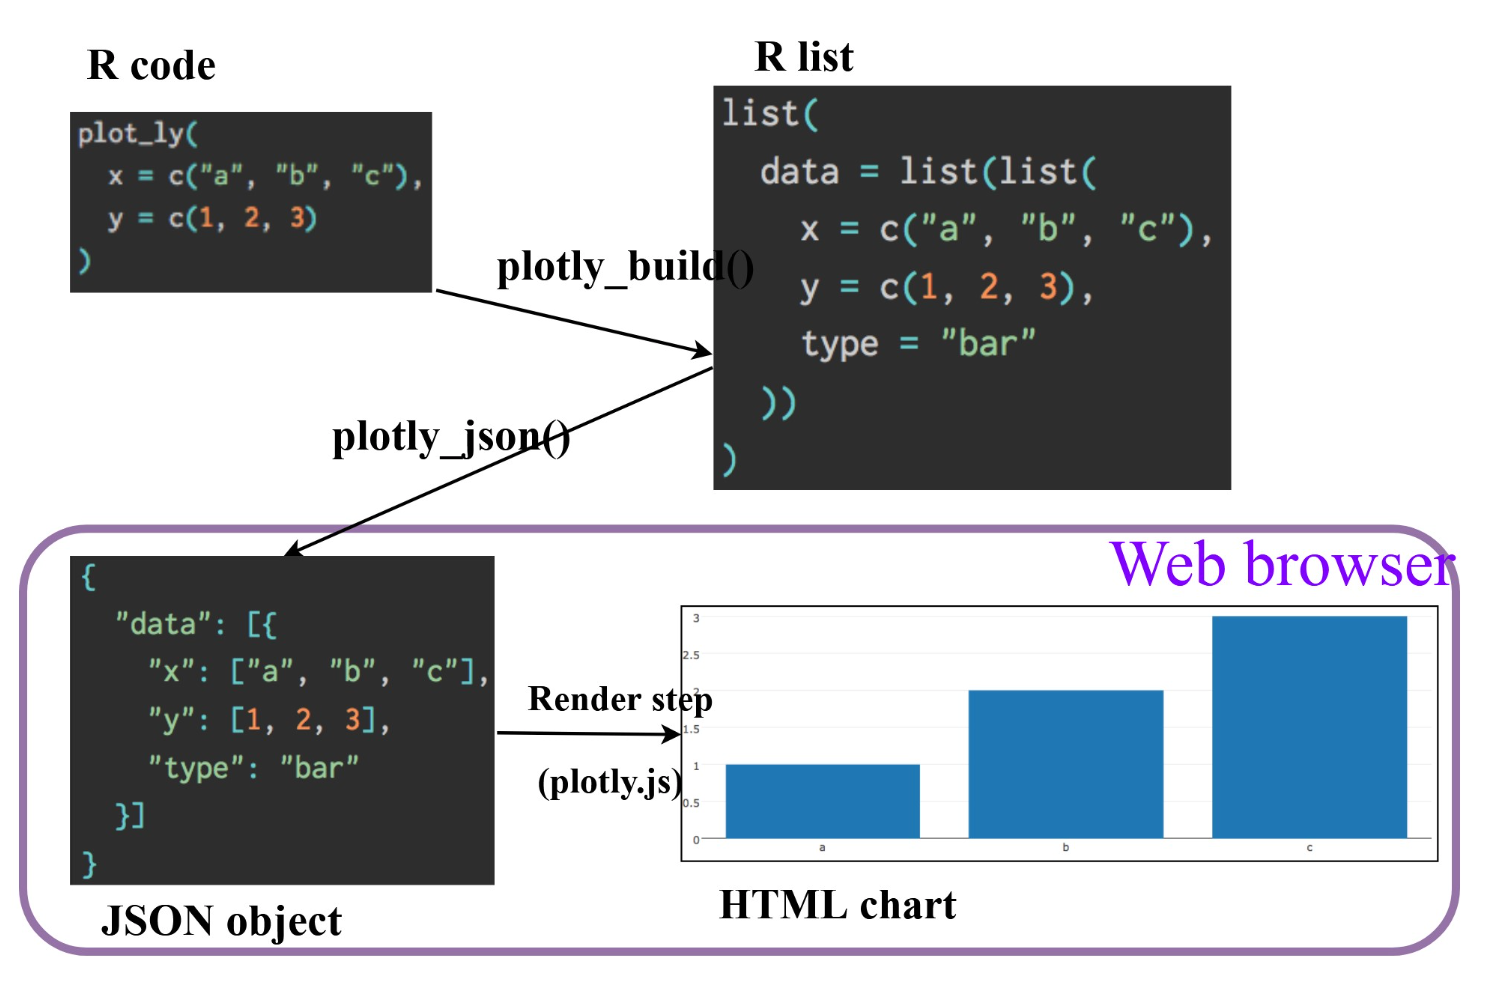 R code
plot_ly(
  x = c("a", "b", "c"),
  y = c(1, 2, 3)
)
plotly_build()
R list
list(
  data = list(list(
    x = c("a", "b", "c"),
    y = c(1, 2, 3),
    type = "bar"
  ))
)
plotly_json()
Web browser
{
  "data": [{
    "x": ["a", "b", "c"],
    "y": [1, 2, 3],
    "type": "bar"
  }]
}
JSON object
Render step
(plotly.js)
3
2.5
2
1.5
1
0.5
0
a b c
HTML chart